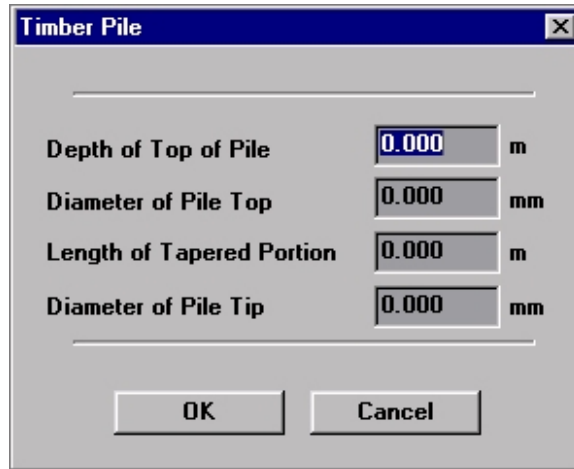 Timber Pile
Depth of Top of Pile 0.000 m
Diameter of Pile Top 0.000 mm
Length of Tapered Portion 0.000 m
Diameter of Pile Tip 0.000 mm
OK Cancel